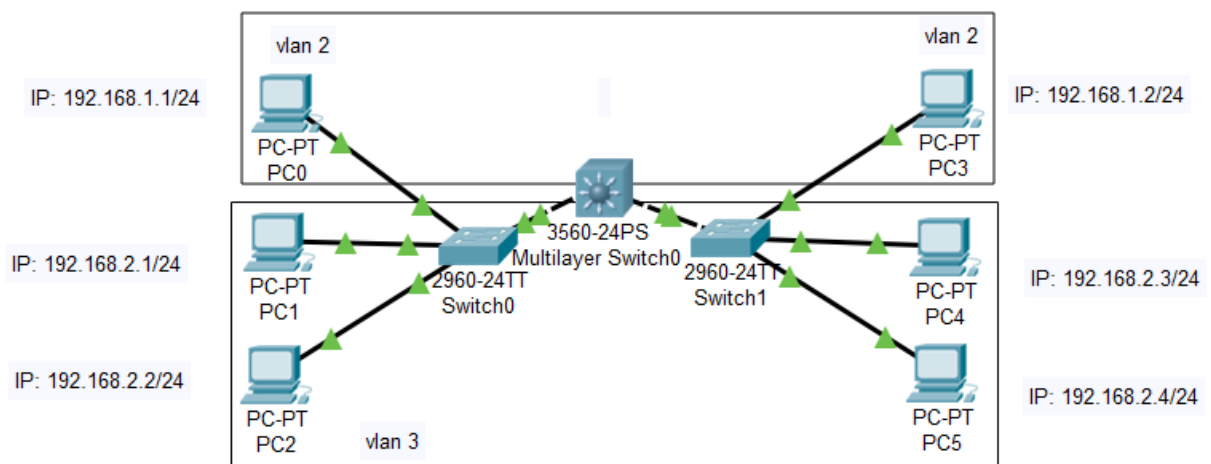 vlan 2
vlan 2
IP: 192.168.1.1/24
IP: 192.168.1.2/24
PC-PT
PC0
PC-PT
PC3
3560-24PS
Multilayer Switch0
IP: 192.168.2.1/24
PC-PT
PC1
2960-24TT
Switch0
2960-24TT
Switch1
PC-PT
PC4
IP: 192.168.2.3/24
IP: 192.168.2.2/24
PC-PT
PC2
vlan 3
PC-PT
PC5
IP: 192.168.2.4/24